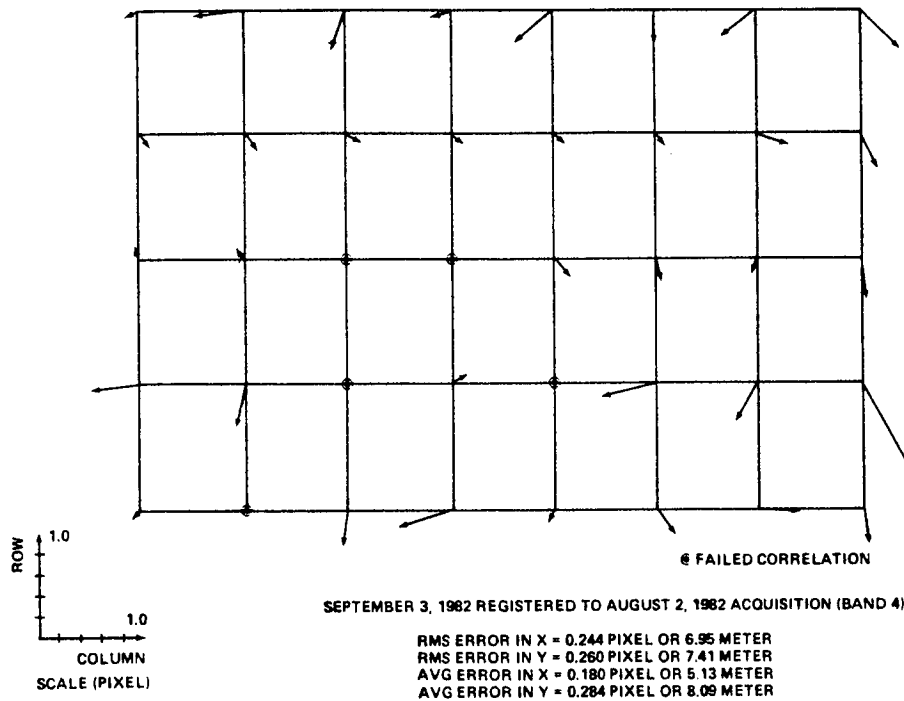 1.0
ROW
1.0
COLUMN
SCALE (PIXEL)
@ FAILED CORRELATION
SEPTEMBER 3, 1982 REGISTERED TO AUGUST 2, 1982 ACQUISITION (BAND 4)
RMS ERROR IN X = 0.244 PIXEL OR 6.95 METER
RMS ERROR IN Y = 0.260 PIXEL OR 7.41 METER
AVG ERROR IN X = 0.180 PIXEL OR 5.13 METER
AVG ERROR IN Y = 0.284 PIXEL OR 8.09 METER